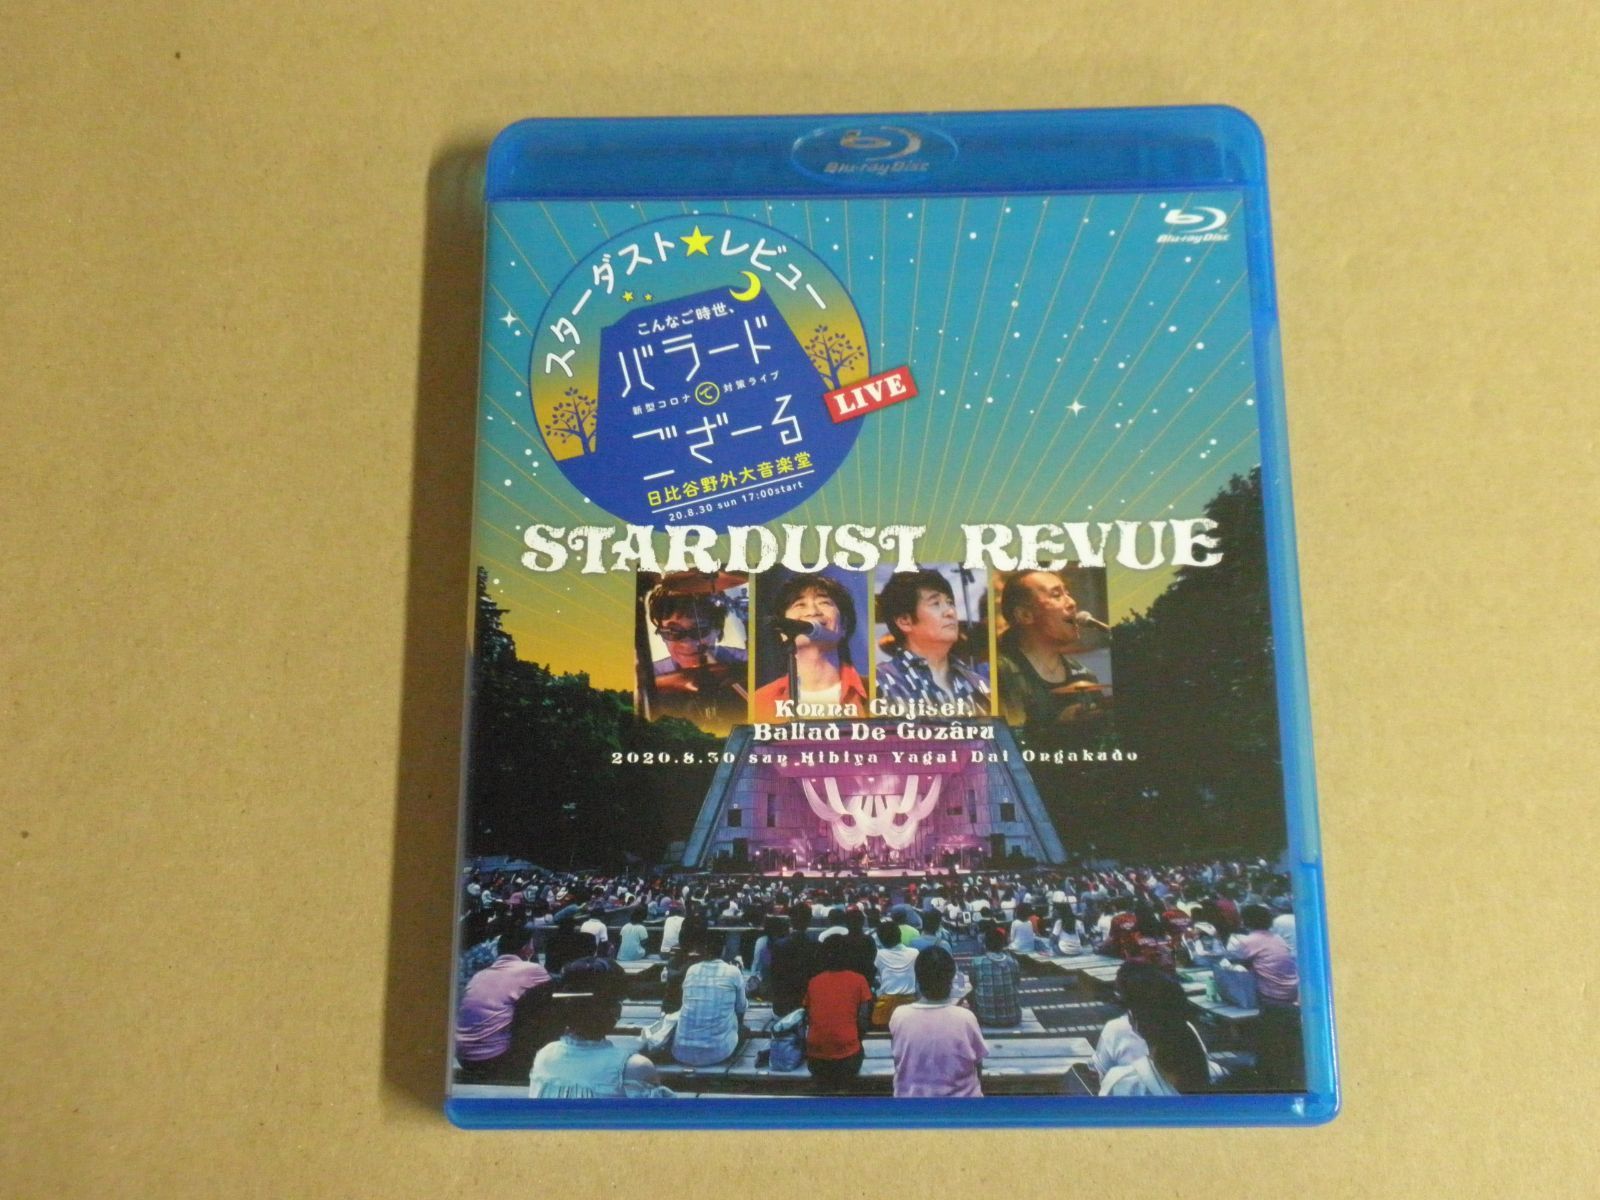 Blu-ray Disc
Blu-ray Disc
スターダスト★レビュー
こんなご時世、
バラード
新型コロナ で 対策ライブ
ござーる
LIVE
日比谷野外大音楽堂
20.8.30 sun 17:00start
STARDUST REVUE
Konna Gojisei,
Ballad De Gozâru
2020.8.30 sun Hibiya Yagai Dai Ongakudo